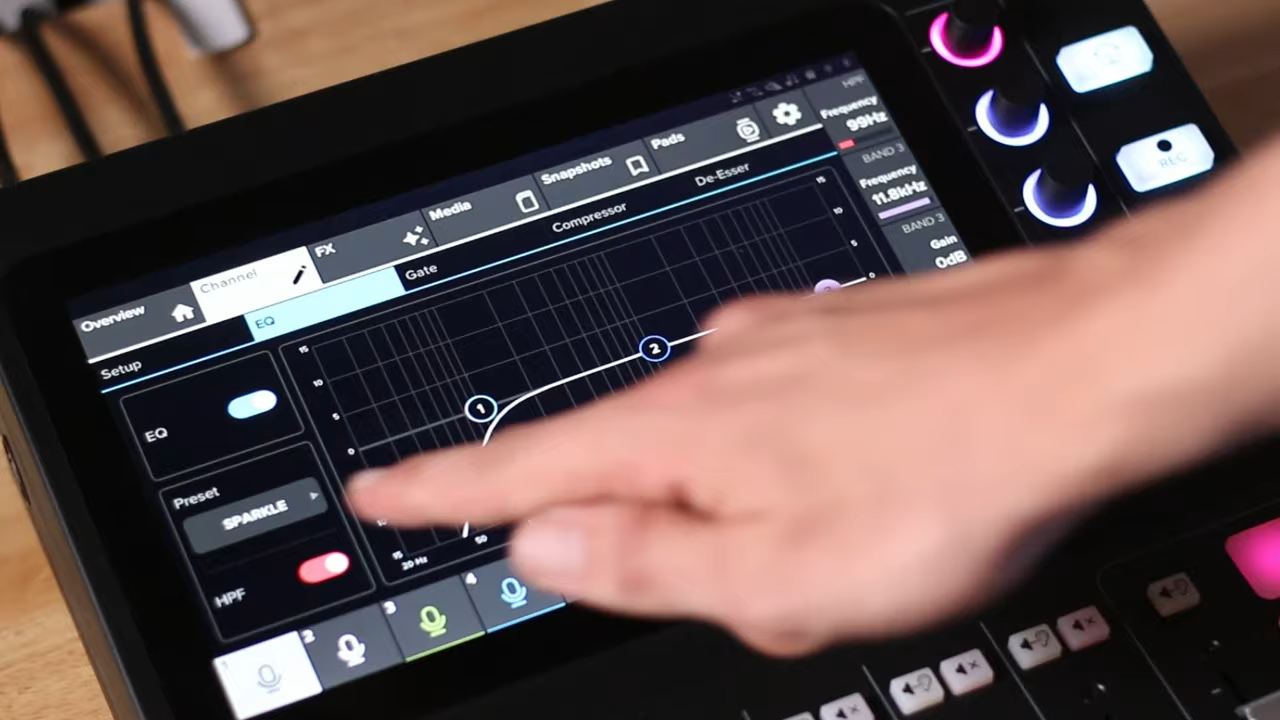 Overview
Channel
FX
Media
Snapshots
Pads
Setup
EQ
Gate
Compressor
De-Esser
HPF
Frequency
99Hz
BAND 3
Frequency
11.8kHz
BAND 3
Gain
0dB
EQ
Preset
SPARKLE
HPF
15
10
5
0
15
20 Hz
50
15
10
5
0
1
2
1
2
3
4
REC